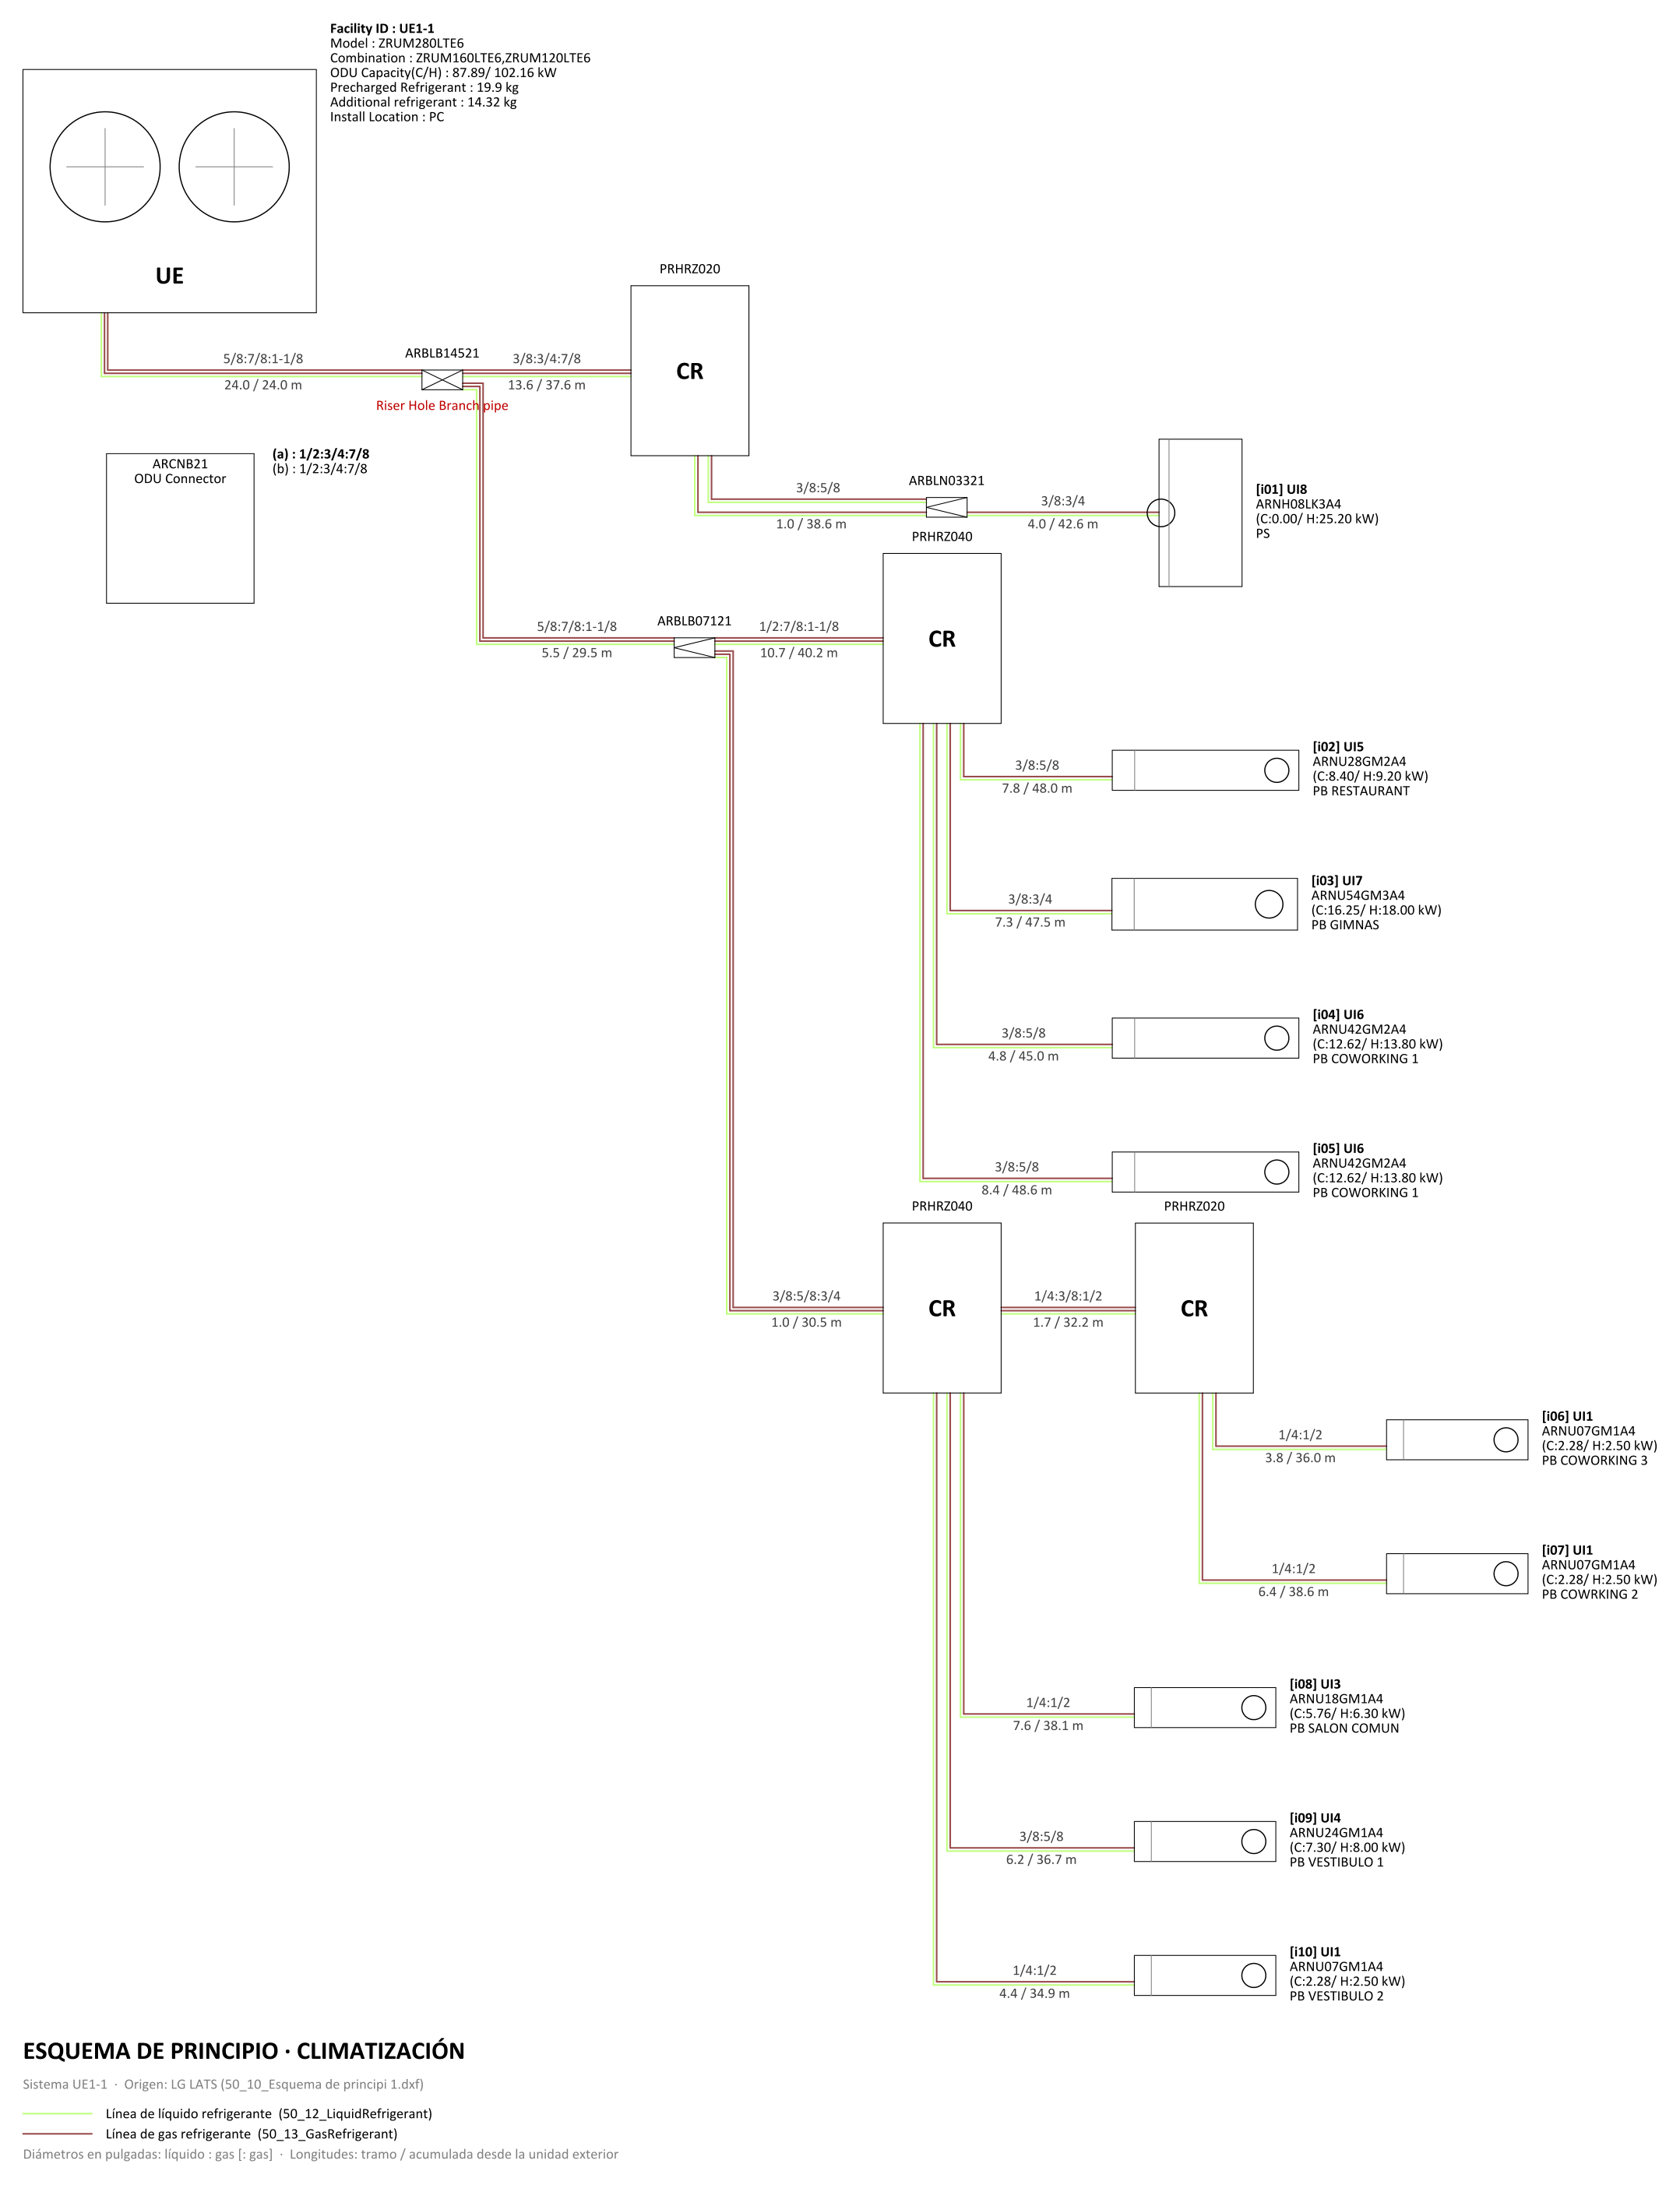 Facility ID : UE1-1
Model : ZRUM280LTE6
Combination : ZRUM160LTE6,ZRUM120LTE6
ODU Capacity(C/H) : 87.89/ 102.16 kW
Precharged Refrigerant : 19.9 kg
Additional refrigerant : 14.32 kg
Install Location : PC
UE
PRHRZ020
CR
5/8:7/8:1-1/8
24.0 / 24.0 m
ARBLB14521
Riser Hole Branch pipe
3/8:3/4:7/8
13.6 / 37.6 m
ARCNB21
ODU Connector
(a) : 1/2:3/4:7/8
(b) : 1/2:3/4:7/8
3/8:5/8
1.0 / 38.6 m
ARBLN03321
3/8:3/4
4.0 / 42.6 m
[i01] UI8
ARNH08LK3A4
(C:0.00/ H:25.20 kW)
PS
PRHRZ040
CR
5/8:7/8:1-1/8
5.5 / 29.5 m
ARBLB07121
1/2:7/8:1-1/8
10.7 / 40.2 m
3/8:5/8
7.8 / 48.0 m
[i02] UI5
ARNU28GM2A4
(C:8.40/ H:9.20 kW)
PB RESTAURANT
3/8:3/4
7.3 / 47.5 m
[i03] UI7
ARNU54GM3A4
(C:16.25/ H:18.00 kW)
PB GIMNAS
3/8:5/8
4.8 / 45.0 m
[i04] UI6
ARNU42GM2A4
(C:12.62/ H:13.80 kW)
PB COWORKING 1
3/8:5/8
8.4 / 48.6 m
[i05] UI6
ARNU42GM2A4
(C:12.62/ H:13.80 kW)
PB COWORKING 1
PRHRZ040
CR
PRHRZ020
CR
3/8:5/8:3/4
1.0 / 30.5 m
1/4:3/8:1/2
1.7 / 32.2 m
1/4:1/2
3.8 / 36.0 m
[i06] UI1
ARNU07GM1A4
(C:2.28/ H:2.50 kW)
PB COWORKING 3
1/4:1/2
6.4 / 38.6 m
[i07] UI1
ARNU07GM1A4
(C:2.28/ H:2.50 kW)
PB COWRKING 2
1/4:1/2
7.6 / 38.1 m
[i08] UI3
ARNU18GM1A4
(C:5.76/ H:6.30 kW)
PB SALON COMUN
3/8:5/8
6.2 / 36.7 m
[i09] UI4
ARNU24GM1A4
(C:7.30/ H:8.00 kW)
PB VESTIBULO 1
1/4:1/2
4.4 / 34.9 m
[i10] UI1
ARNU07GM1A4
(C:2.28/ H:2.50 kW)
PB VESTIBULO 2
ESQUEMA DE PRINCIPIO · CLIMATIZACIÓN
Sistema UE1-1 · Origen: LG LATS (50_10_Esquema de principi 1.dxf)
Línea de líquido refrigerante (50_12_LiquidRefrigerant)
Línea de gas refrigerante (50_13_GasRefrigerant)
Diámetros en pulgadas: líquido : gas [: gas] · Longitudes: tramo / acumulada desde la unidad exterior